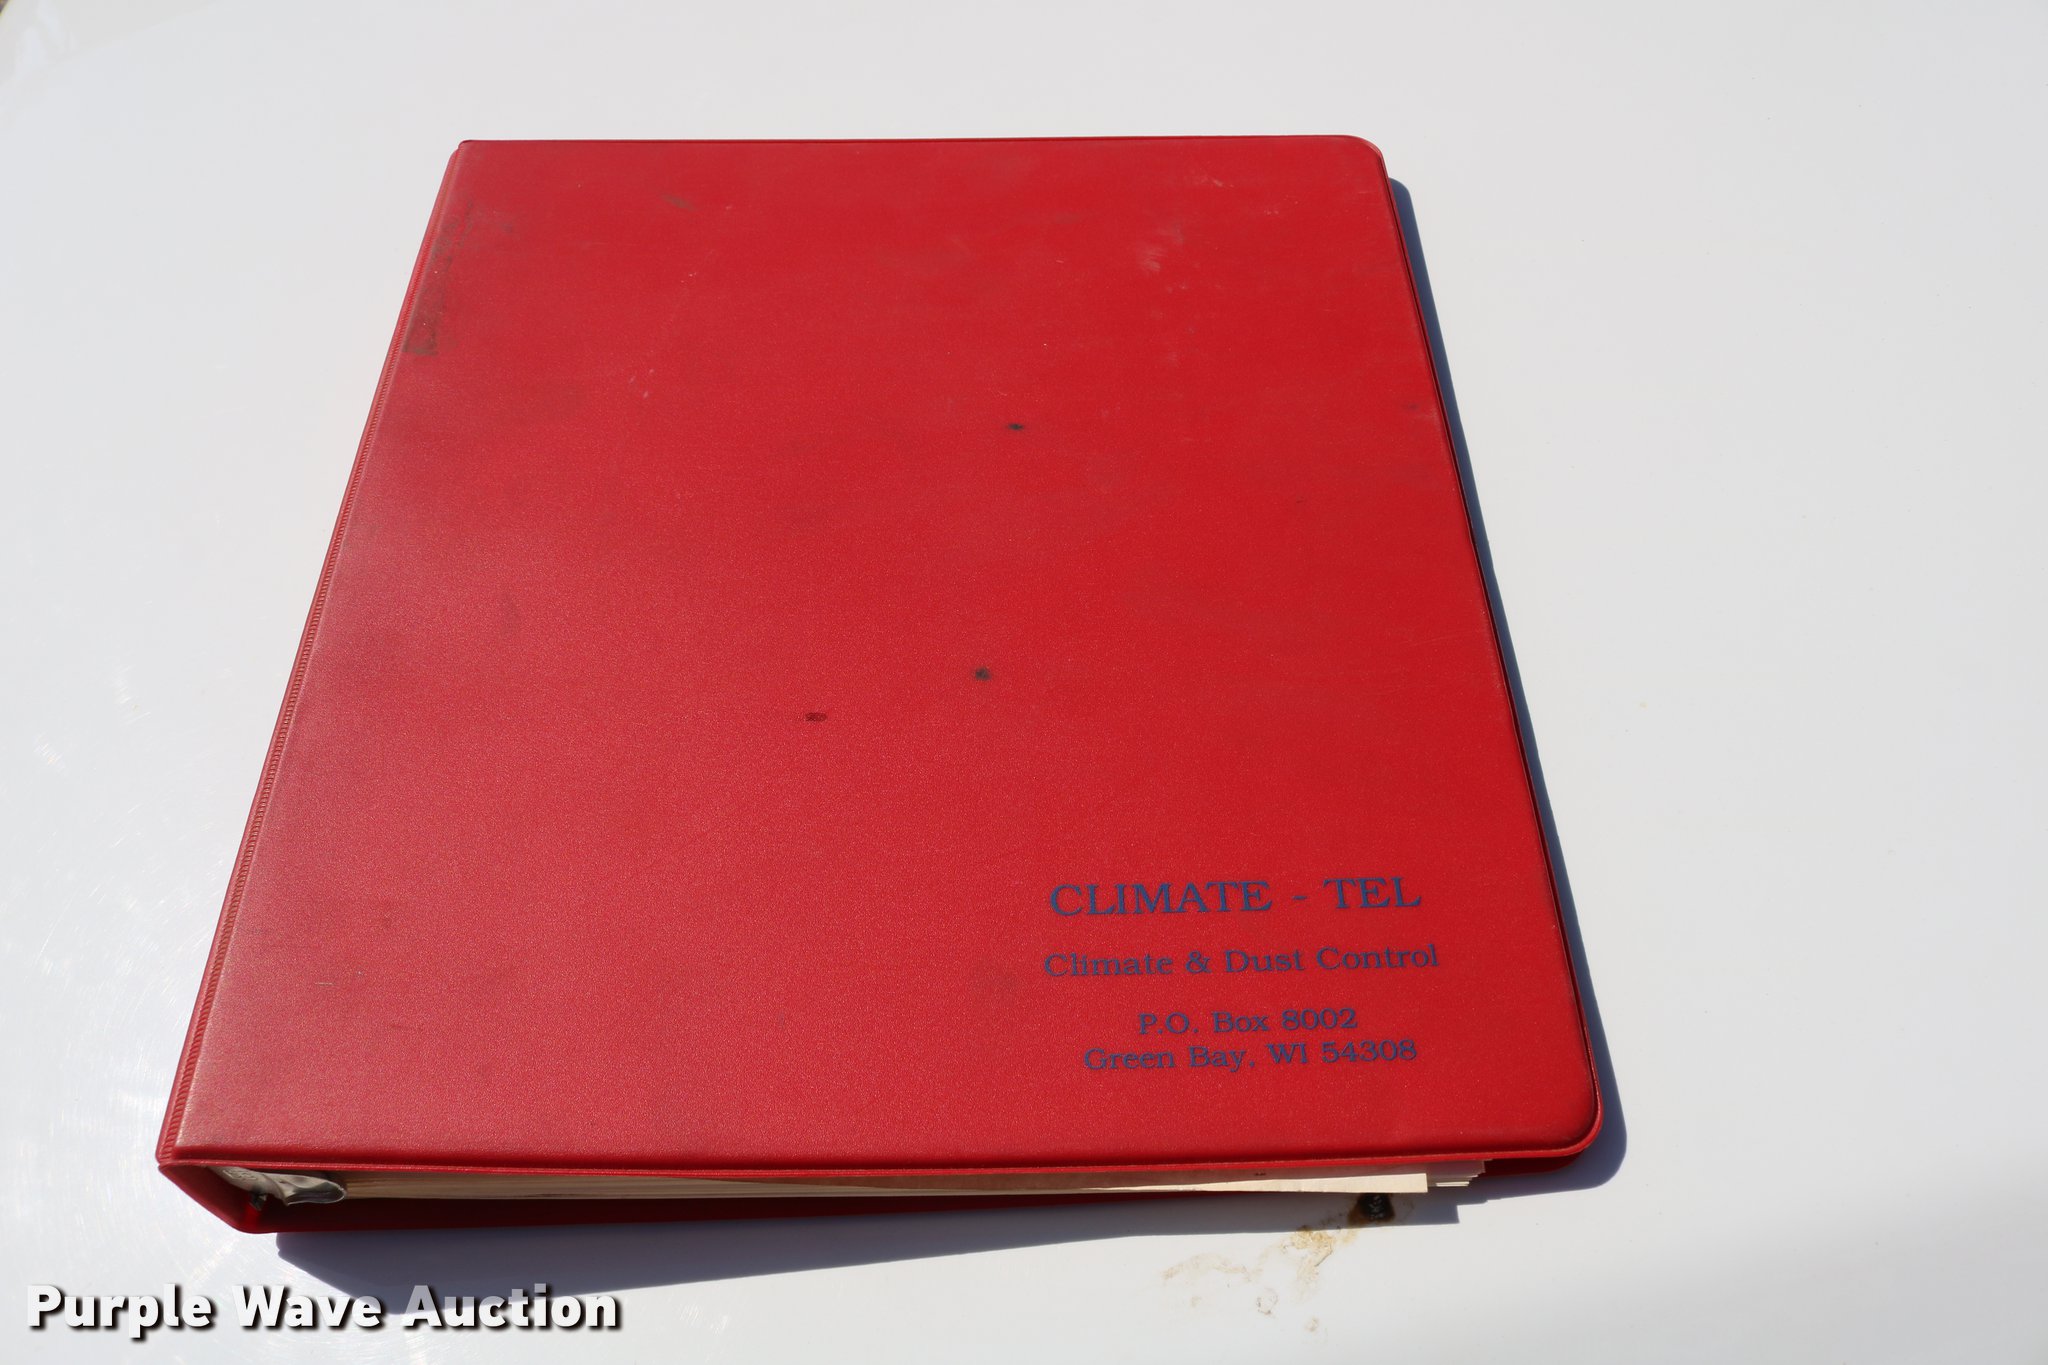 CLIMATE - TEL
Climate & Dust Control
P.O. Box 8002
Green Bay, WI 54308
Purple Wave Auction